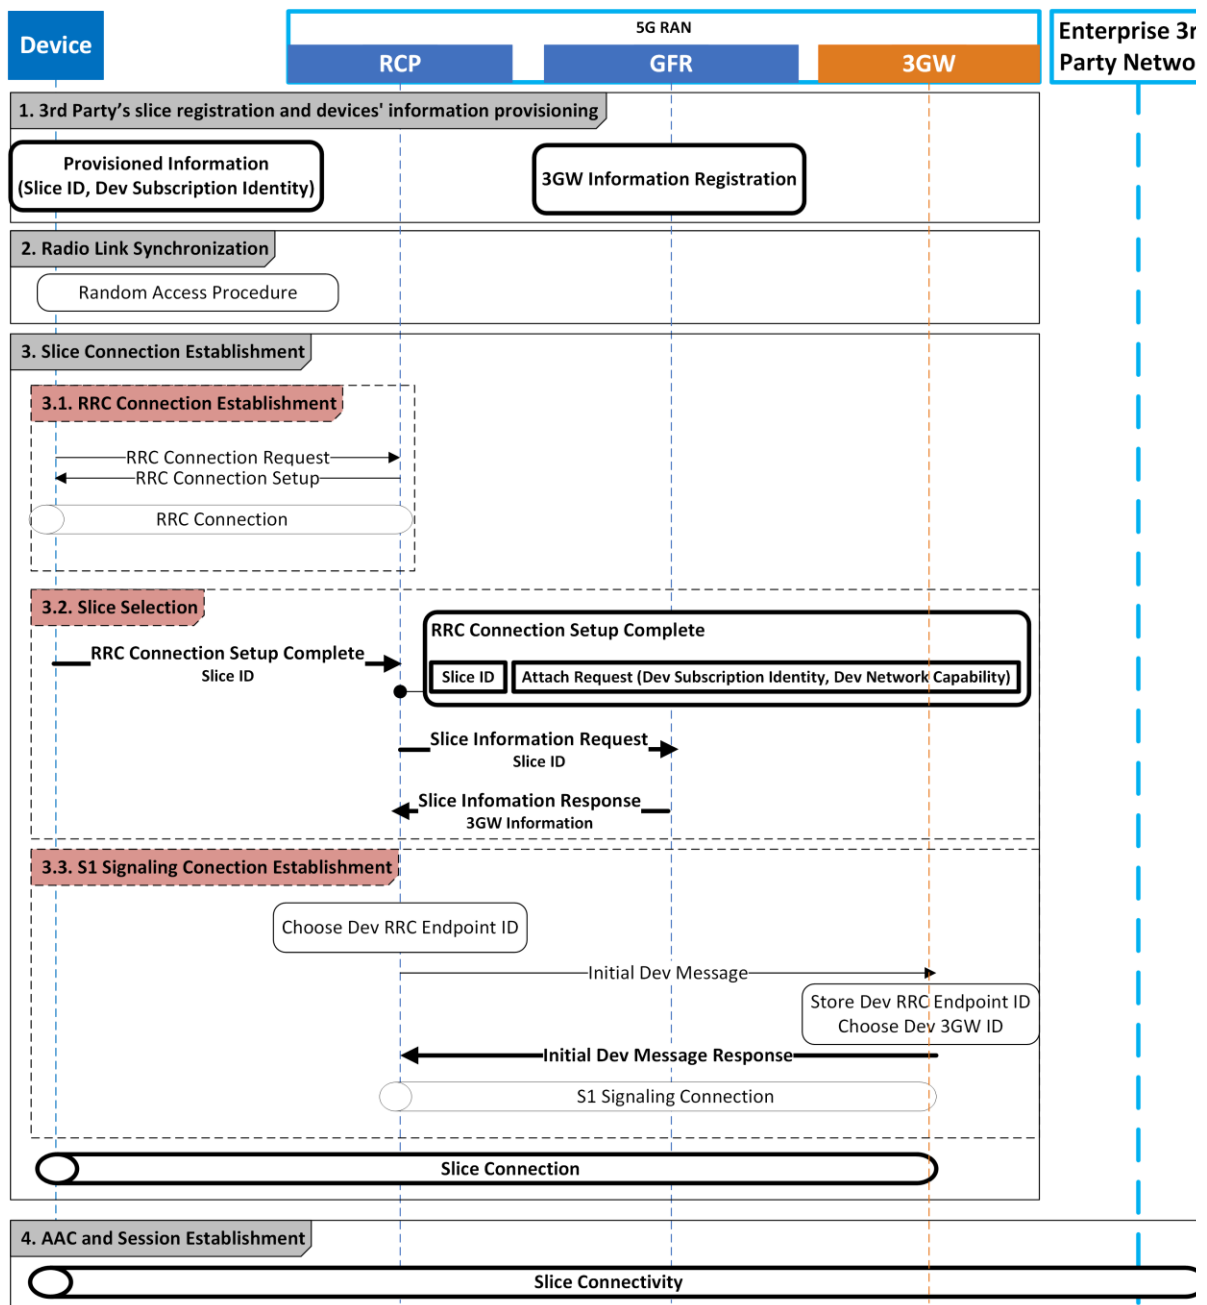 Device
5G RAN
RCP
GFR
3GW
Enterprise 3r
Party Netwo
1. 3rd Party’s slice registration and devices' information provisioning
Provisioned Information
(Slice ID, Dev Subscription Identity)
3GW Information Registration
2. Radio Link Synchronization
Random Access Procedure
3. Slice Connection Establishment
3.1. RRC Connection Establishment
RRC Connection Request
RRC Connection Setup
RRC Connection
3.2. Slice Selection
RRC Connection Setup Complete
RRC Connection Setup Complete
Slice ID
Slice ID
Attach Request (Dev Subscription Identity, Dev Network Capability)
Slice Information Request
Slice ID
Slice Infomation Response
3GW Information
3.3. S1 Signaling Conection Establishment
Choose Dev RRC Endpoint ID
Initial Dev Message
Store Dev RRC Endpoint ID
Choose Dev 3GW ID
Initial Dev Message Response
S1 Signaling Connection
Slice Connection
4. AAC and Session Establishment
Slice Connectivity